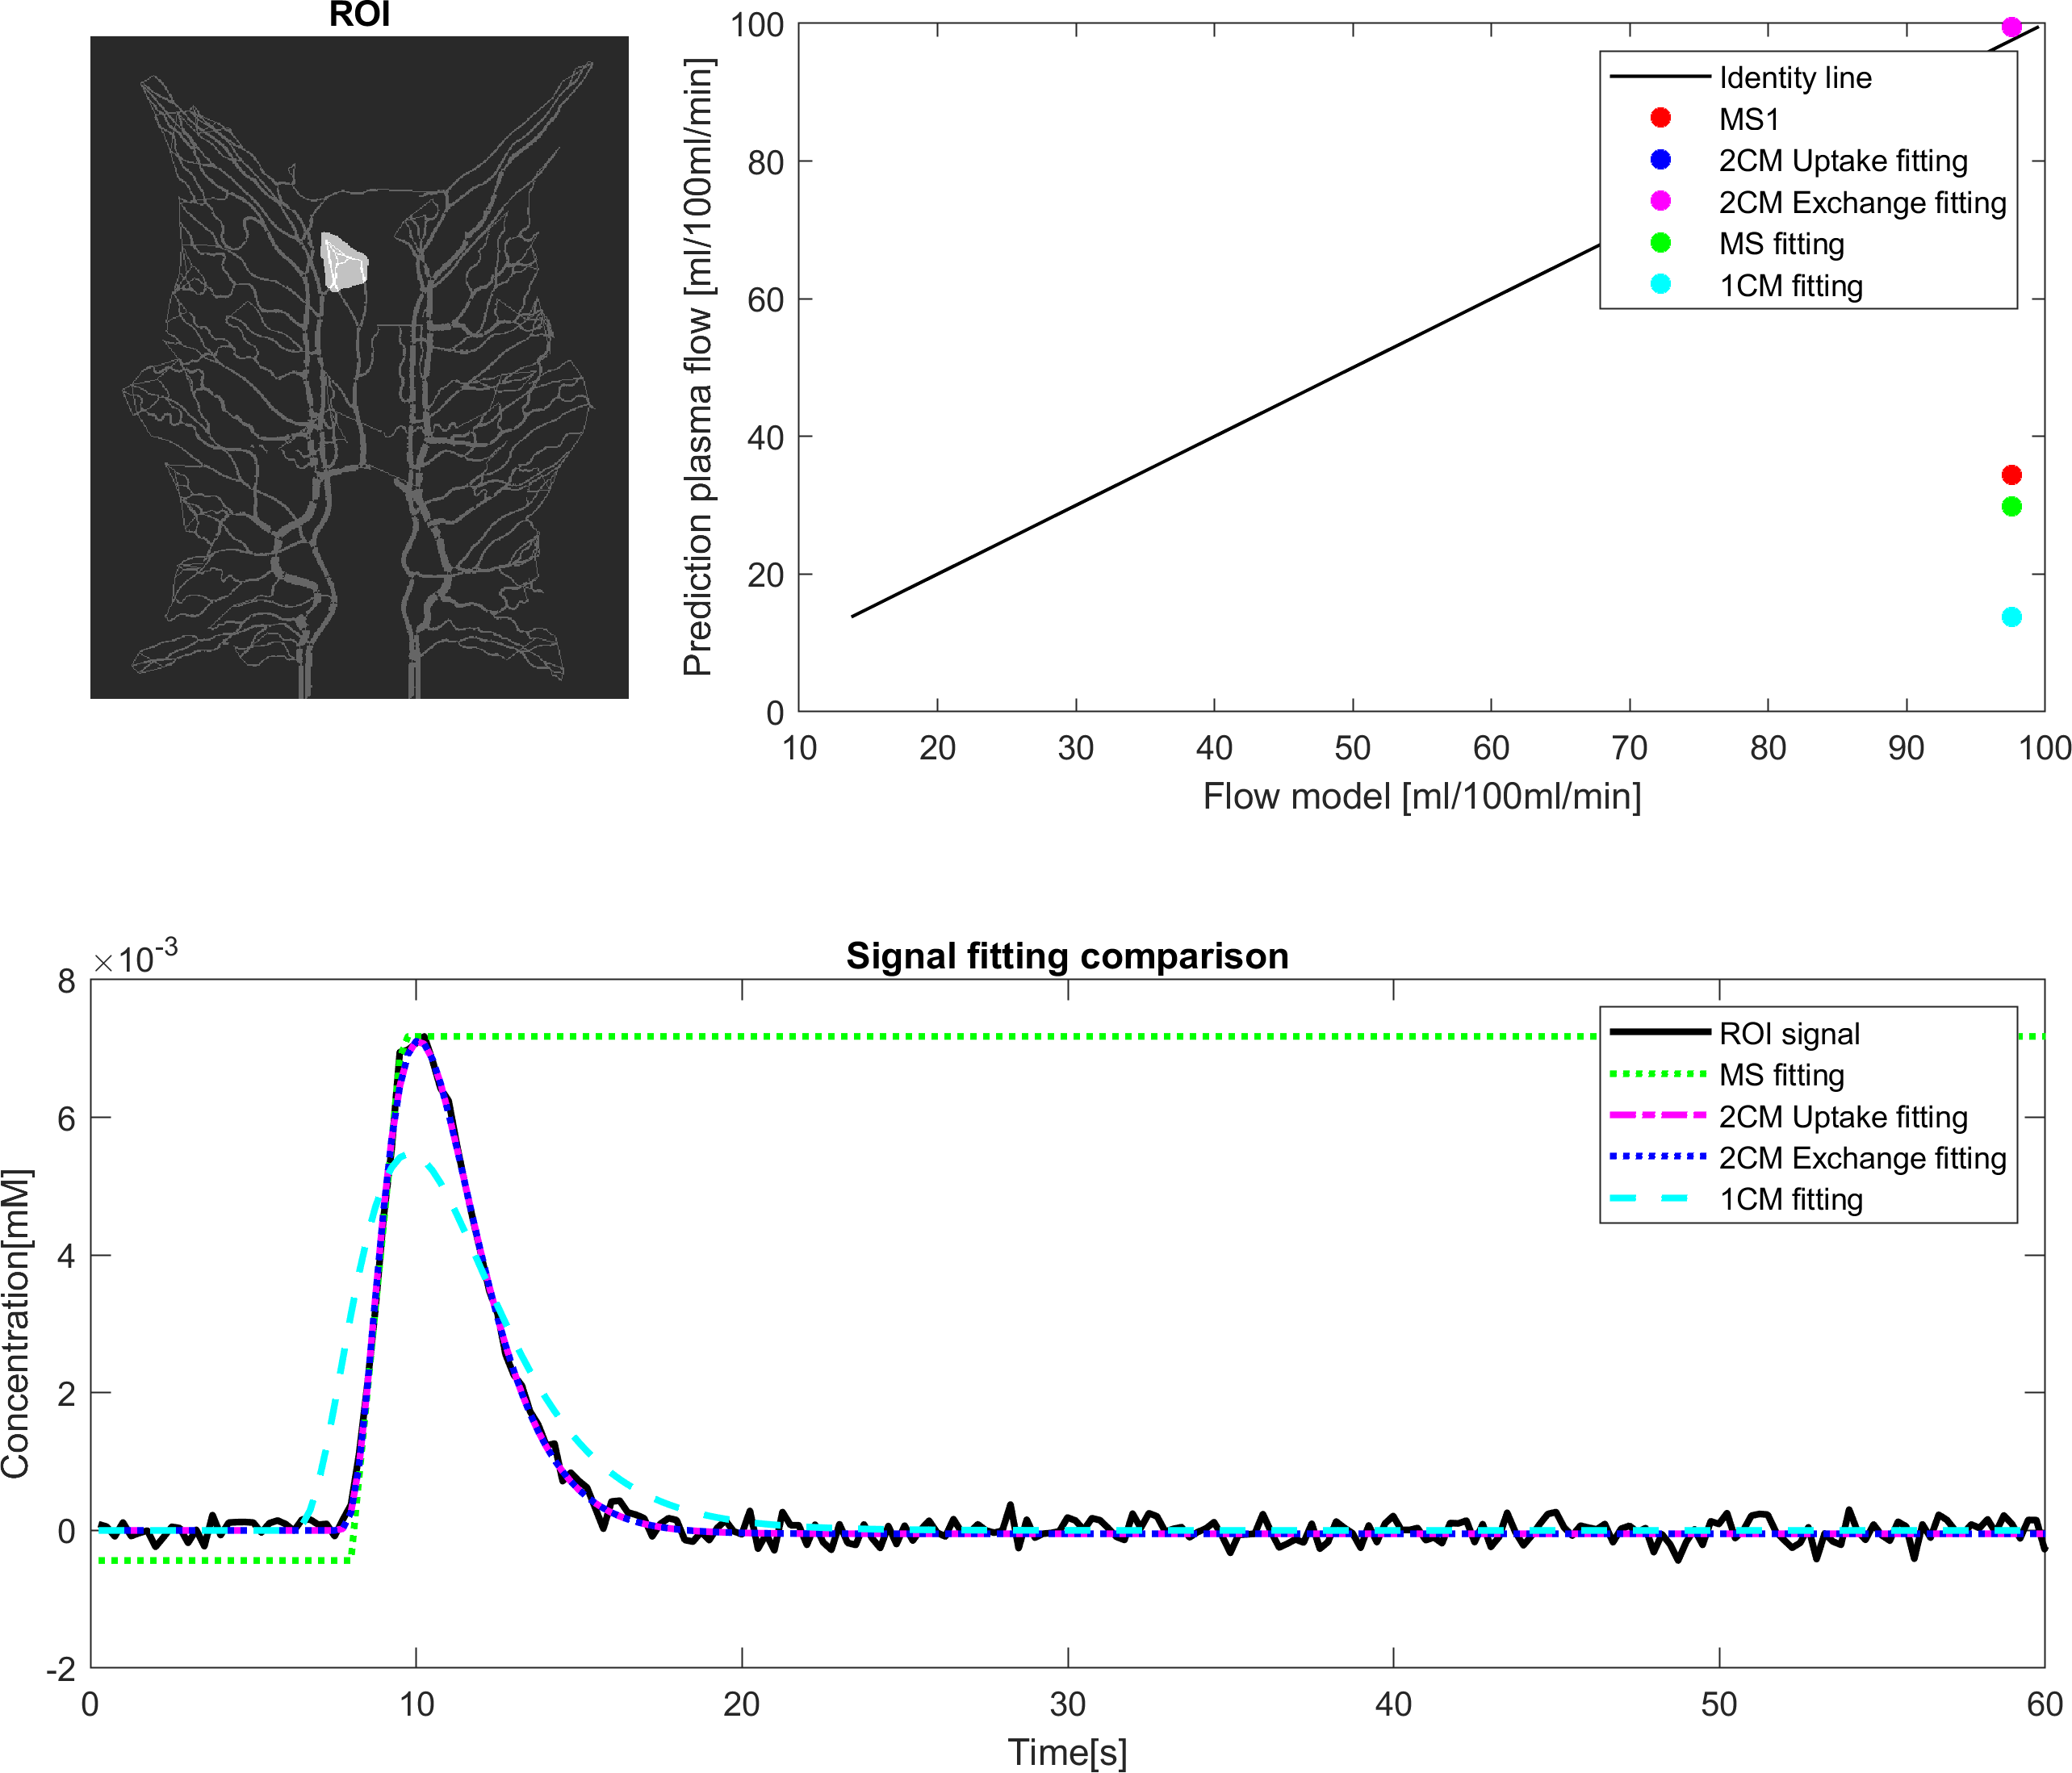 ROI
100
80
60
40
20
0
Prediction plasma flow [ml/100ml/min]
Identity line
MS1
2CM Uptake fitting
2CM Exchange fitting
MS fitting
1CM fitting
10 20 30 40 50 60 70 80 90 100
Flow model [ml/100ml/min]
Signal fitting comparison
×10-3
8
6
4
2
0
-2
Concentration[mM]
ROI signal
MS fitting
2CM Uptake fitting
2CM Exchange fitting
1CM fitting
0 10 20 30 40 50 60
Time[s]